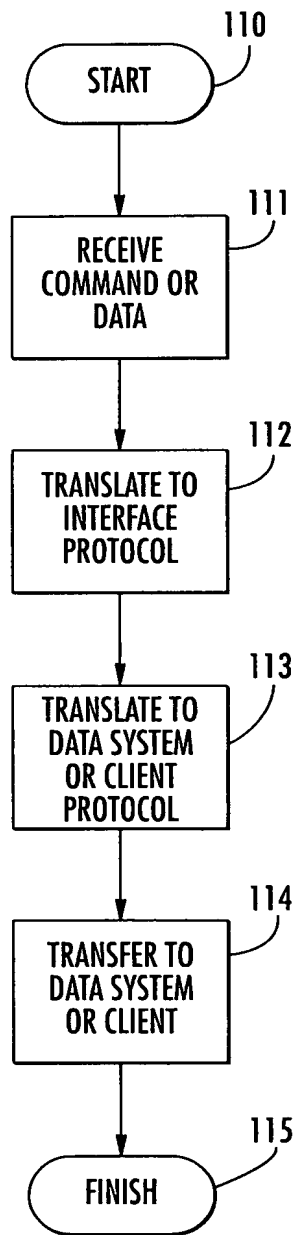 110
START
111
RECEIVE
COMMAND OR
DATA
112
TRANSLATE TO
INTERFACE
PROTOCOL
113
TRANSLATE TO
DATA SYSTEM
OR CLIENT
PROTOCOL
114
TRANSFER TO
DATA SYSTEM
OR CLIENT
115
FINISH